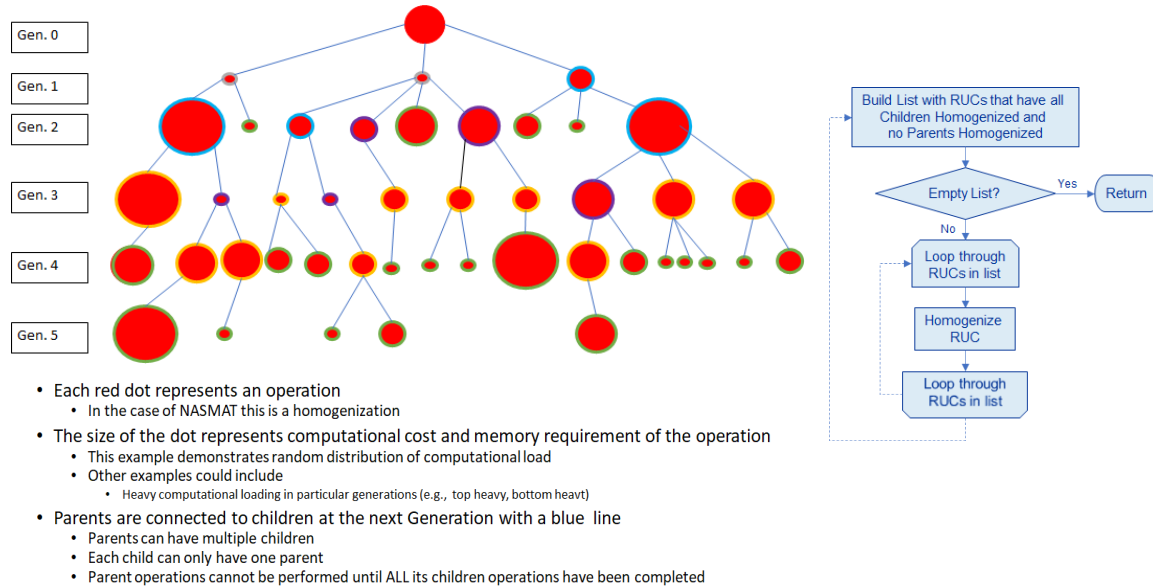 Gen. 0
Gen. 1
Gen. 2
Gen. 3
Gen. 4
Gen. 5
• Each red dot represents an operation
• In the case of NASMAT this is a homogenization
• The size of the dot represents computational cost and memory requirement of the operation
• This example demonstrates random distribution of computational load
• Other examples could include
• Heavy computational loading in particular generations (e.g., top heavy, bottom heavt)
• Parents are connected to children at the next Generation with a blue line
• Parents can have multiple children
• Each child can only have one parent
• Parent operations cannot be performed until ALL its children operations have been completed
Build List with RUCs that have all
Children Homogenized and
no Parents Homogenized
Empty List?
Yes
Return
No
Loop through
RUCs in list
Homogenize
RUC
Loop through
RUCs in list